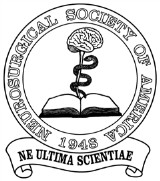 NEUROSURGICAL SOCIETY OF AMERICA
1948
NE ULTIMA SCIENTIAE